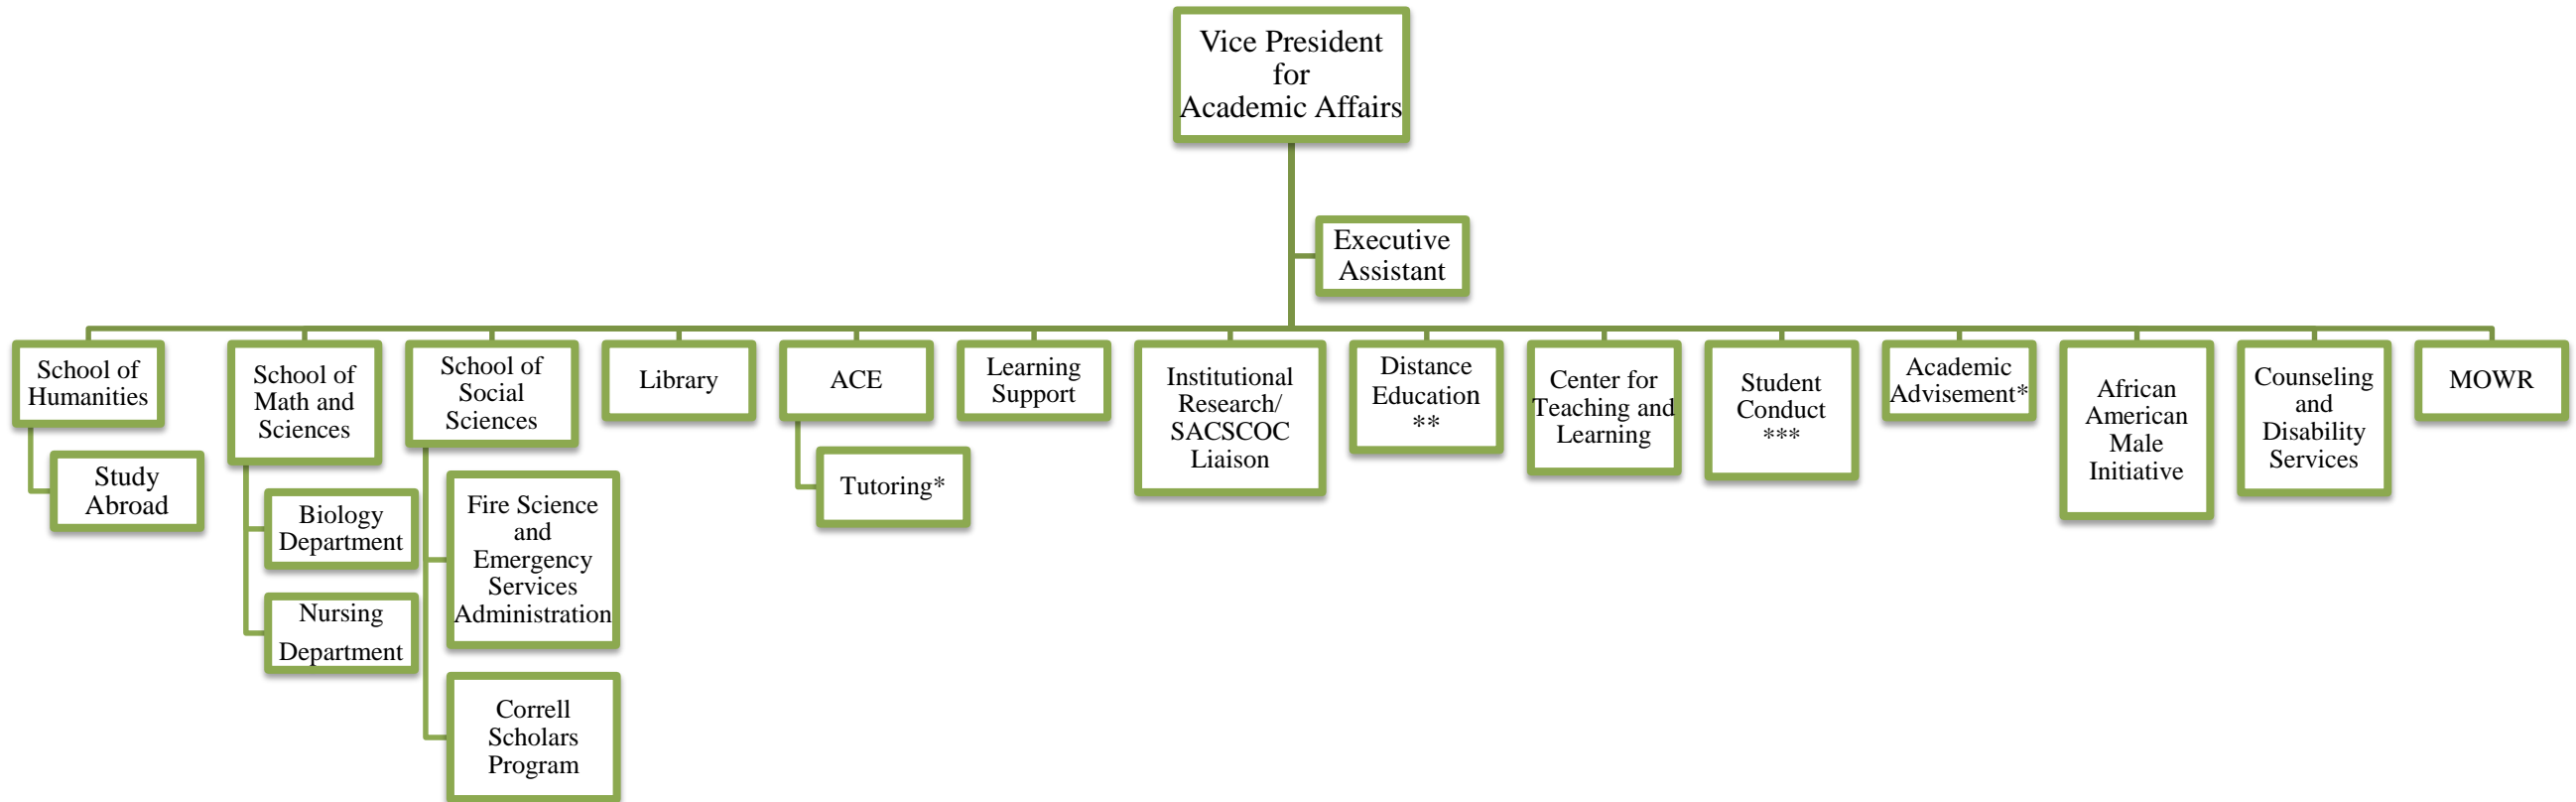 Vice President
for
Academic Affairs
Executive
Assistant
School of
Humanities
Study
Abroad
School of
Math and
Sciences
Biology
Department
Nursing
Department
School of
Social
Sciences
Fire Science
and
Emergency
Services
Administration
Correll
Scholars
Program
Library
ACE
Tutoring*
Learning
Support
Institutional
Research/
SACSCOC
Liaison
Distance
Education
**
Center for
Teaching and
Learning
Student
Conduct
***
Academic
Advisement*
African
American
Male
Initiative
Counseling
and
Disability
Services
MOWR